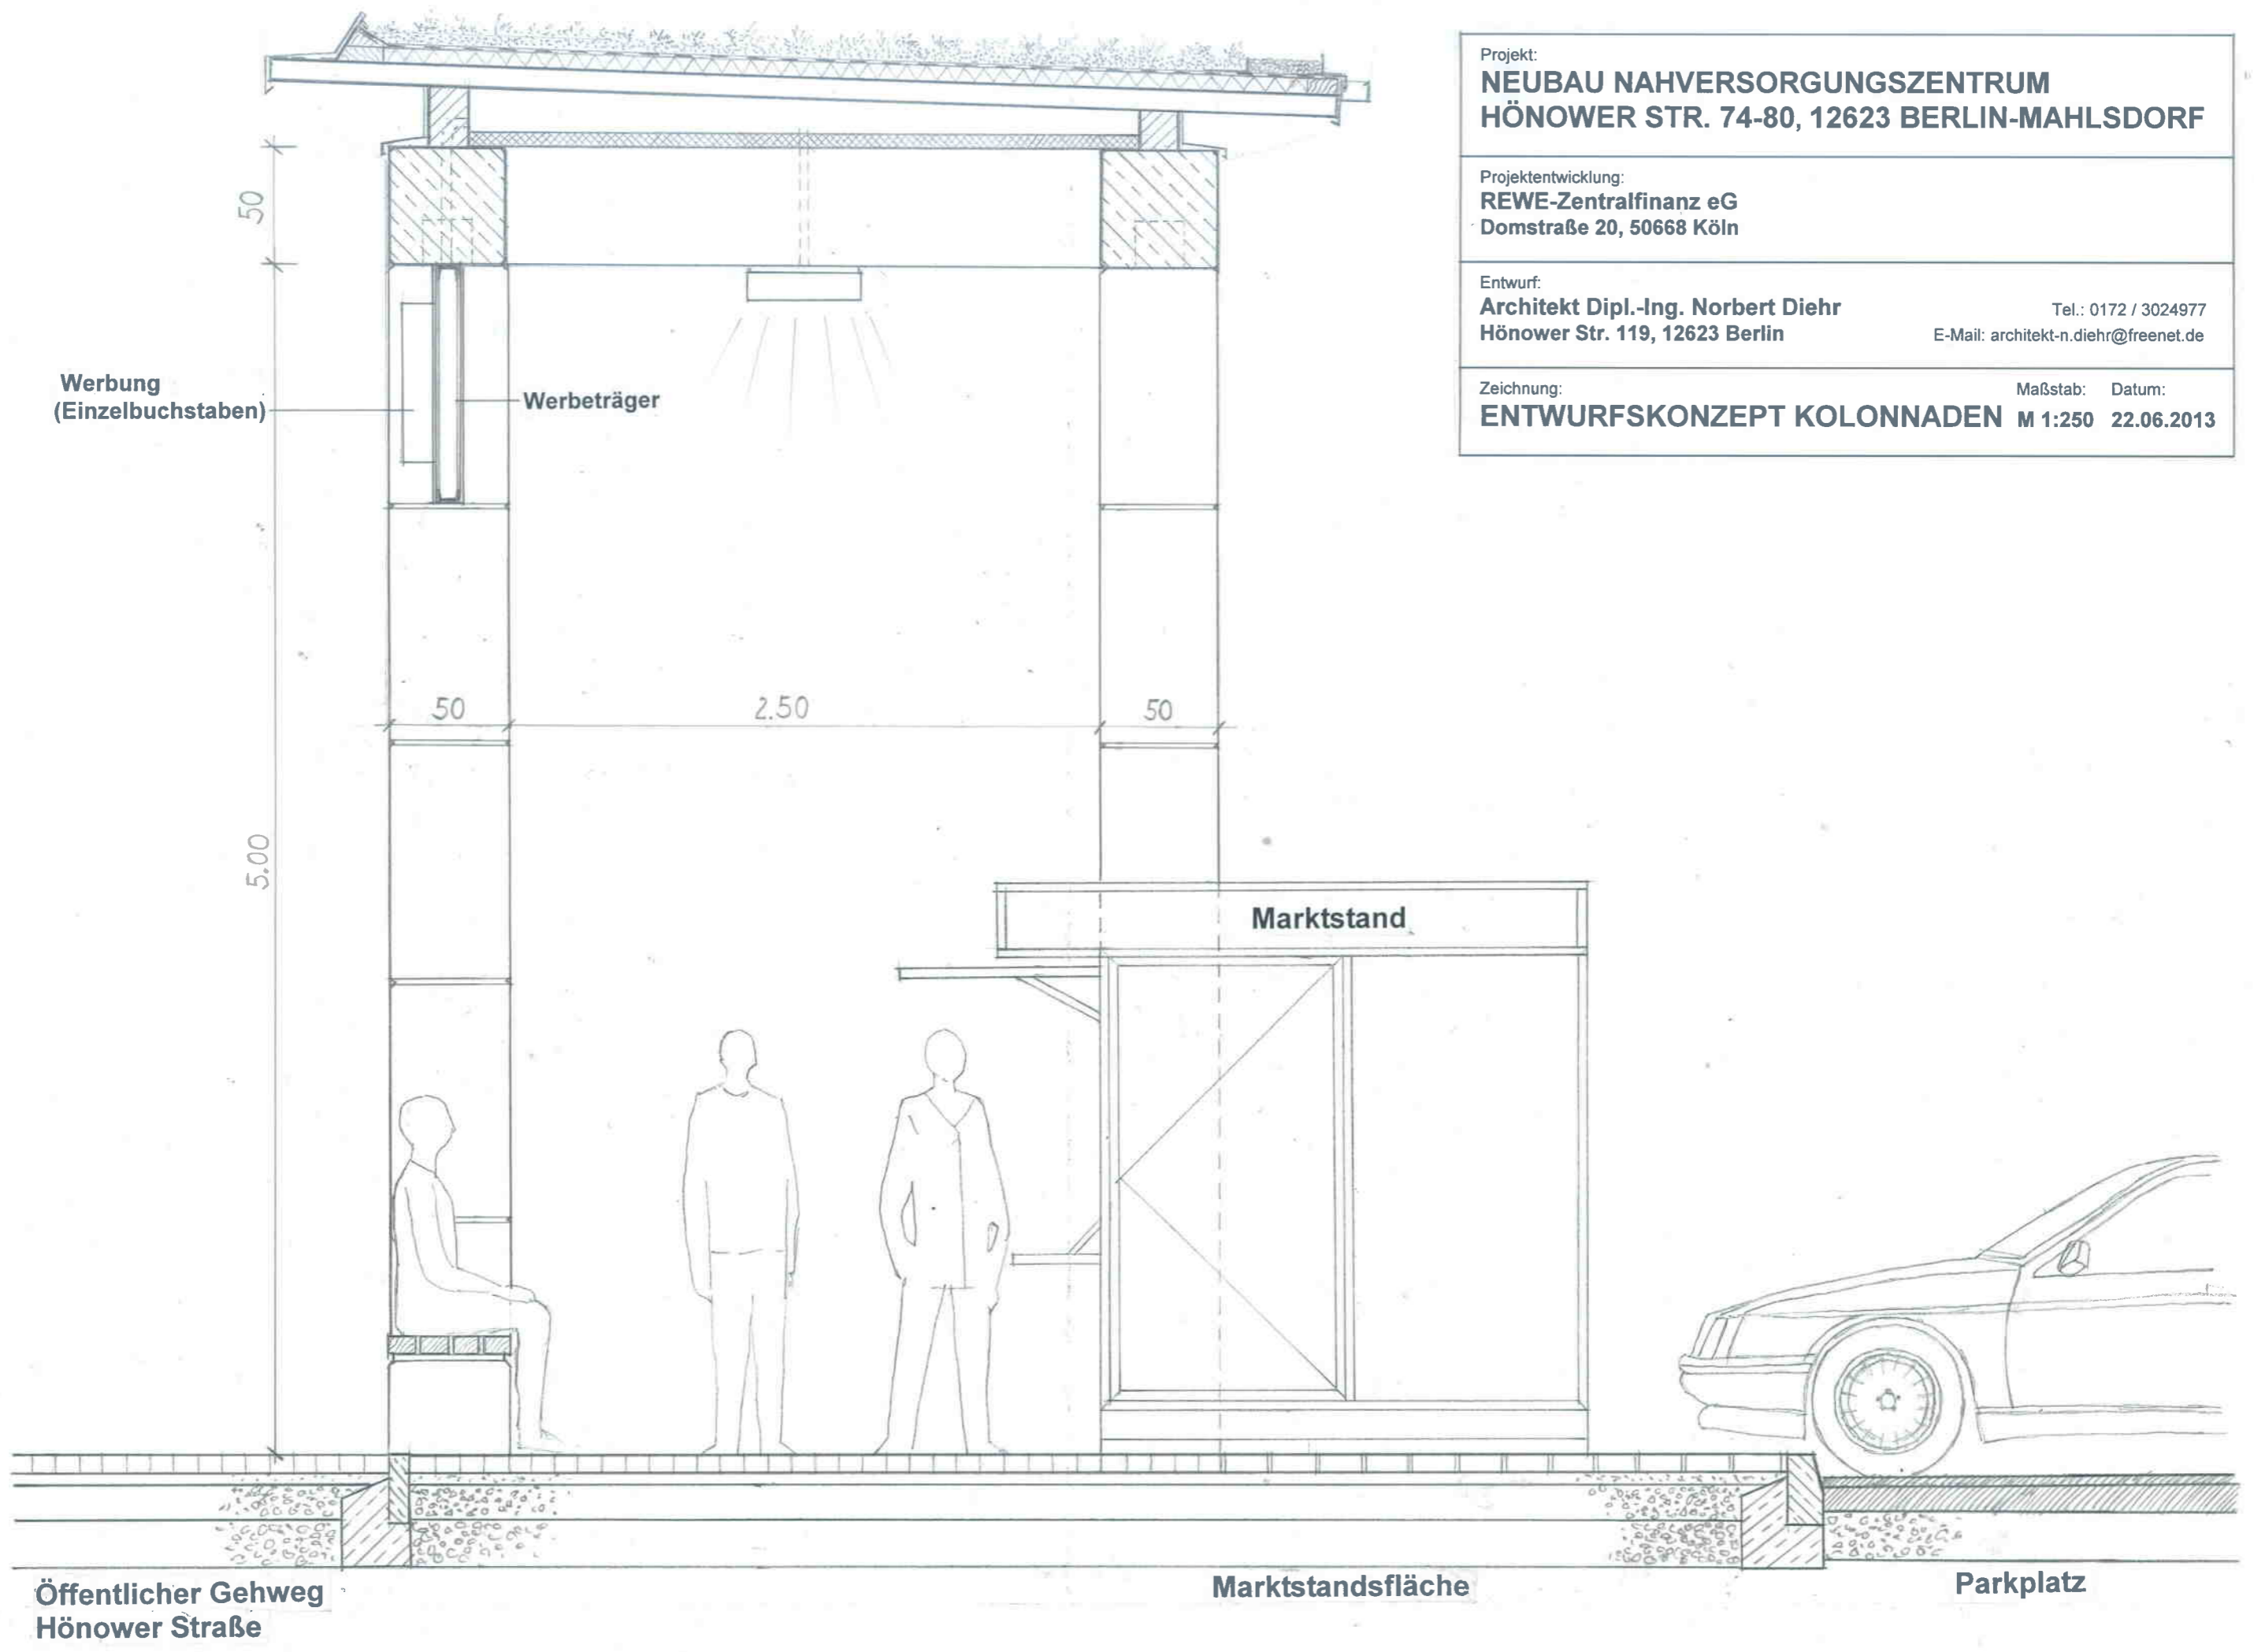 Projekt:
NEUBAU NAHVERSORGUNGSZENTRUM
HÖNOWER STR. 74-80, 12623 BERLIN-MAHLSDORF
Projektentwicklung:
REWE-Zentralfinanz eG
Domstraße 20, 50668 Köln
Entwurf:
Architekt Dipl.-Ing. Norbert Diehr Tel.: 0172 / 3024977
Hönower Str. 119, 12623 Berlin E-Mail: architekt-n.diehr@freenet.de
Zeichnung: Maßstab: Datum:
ENTWURFSKONZEPT KOLONNADEN M 1:250 22.06.2013
50
Werbung
(Einzelbuchstaben)
Werbeträger
50 2.50 50
5.00
Marktstand
Öffentlicher Gehweg
Hönower Straße
Marktstandsfläche
Parkplatz